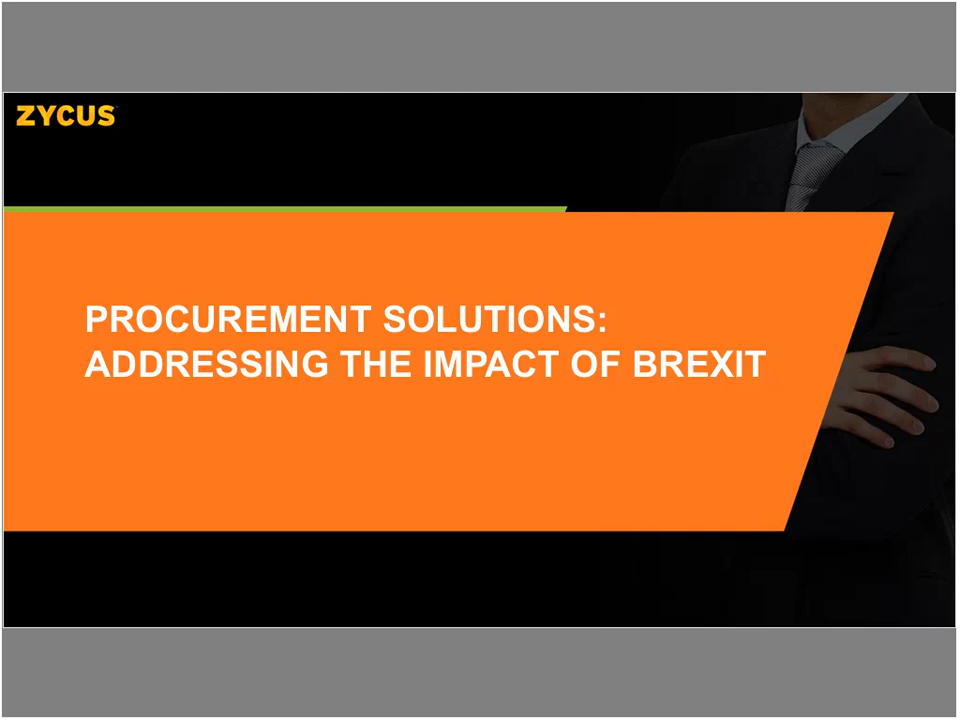 ZYCUS
PROCUREMENT SOLUTIONS:
ADDRESSING THE IMPACT OF BREXIT